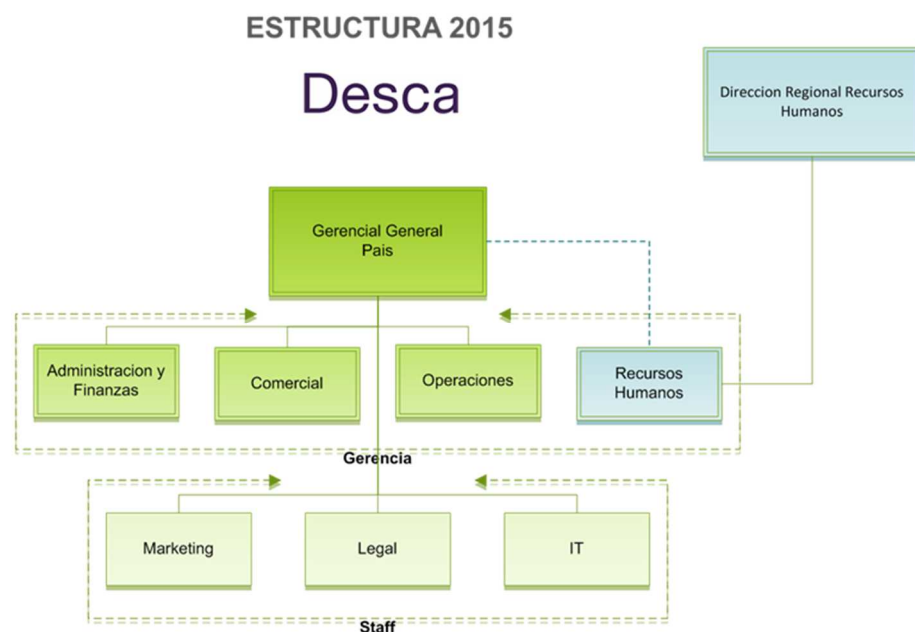 ESTRUCTURA 2015
Desca
Direccion Regional Recursos
Humanos
Gerencial General
Pais
Administracion y
Finanzas
Comercial
Operaciones
Recursos
Humanos
Gerencia
Marketing
Legal
IT
Staff